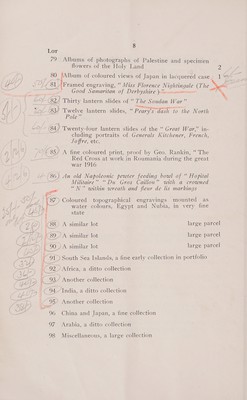 8
LOT
79 Albums of photographs of Palestine and specimen
flowers of the Holy Land 2
80 Album of coloured views of Japan in lacquered case 1
81 Framed engraving, "Miss Florence Nightingale (The
Good Samaritan of Derbyshire)"
82 Thirty lantern slides of "The Soudan War"
83 Twelve lantern slides, "Peary's dash to the North
Pole"
84 Twenty-four lantern slides of the "Great War," in-
cluding portraits of Generals Kitchener, French,
Joffre, etc.
85 A fine coloured print, proof by Geo. Rankin, "The
Red Cross at work in Roumania during the great
war 1916
86 An old Napoleonic pewter feeding bowl of "Hopital
Militaire" "Du Gros Caillou" with a crowned
"N" within wreath and fleur de lis markings
87 Coloured topographical engravings mounted as
water colours, Egypt and Nubia, in very fine
state
88 A similar lot large parcel
89 A similar lot large parcel
90 A similar lot large parcel
91 South Sea Islands, a fine early collection in portfolio
92 Africa, a ditto collection
93 Another collection
94 India, a ditto collection
95 Another collection
96 China and Japan, a fine collection
97 Arabia, a ditto collection
98 Miscellaneous, a large collection